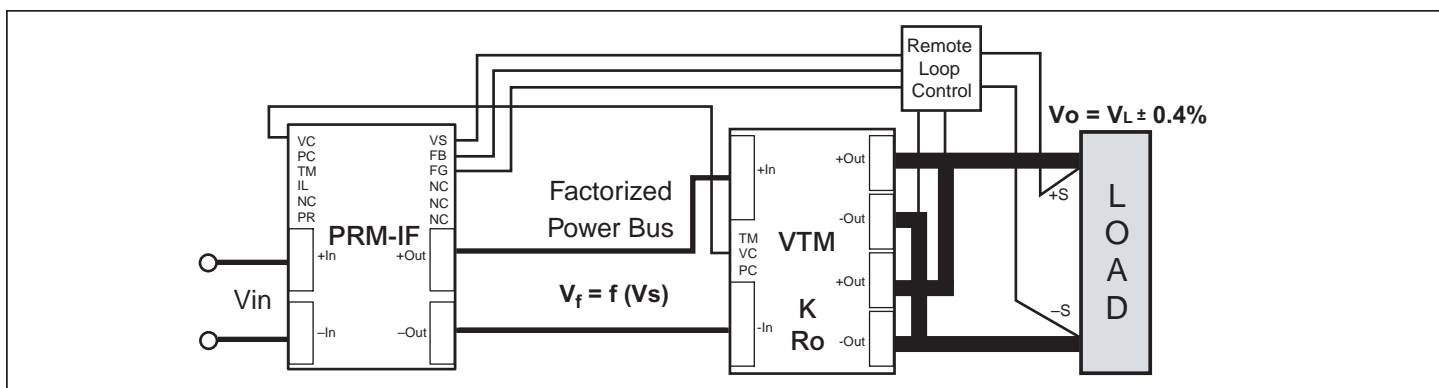 Remote
Loop
Control
Vo = VL ± 0.4%
VC
PC
TM
IL
NC
PR
VS
FB
FG
NC
NC
NC
PRM-IF
+In
+Out
–In
–Out
Vin
Factorized
Power Bus
Vf = f (Vs)
+In
TM
VC
PC
-In
VTM
K
Ro
+Out
-Out
+Out
-Out
+S
–S
L
O
A
D